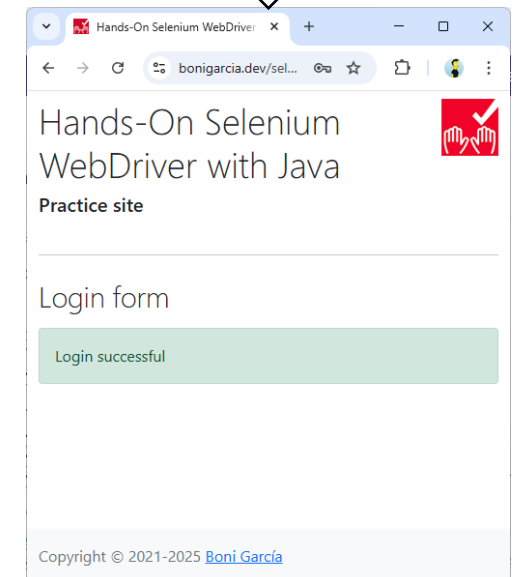 Hands-On Selenium WebDriver
bonigarcia.dev/sel...
Hands-On Selenium
WebDriver with Java
Practice site
Login form
Login successful
Copyright © 2021-2025 Boni García